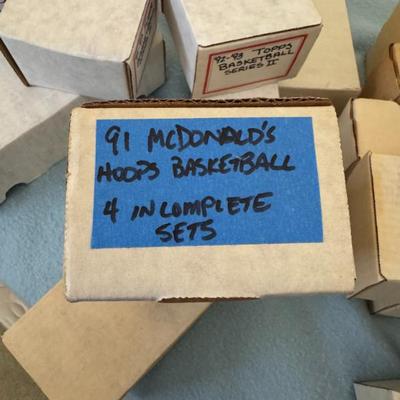 92-93 TOPPS
BASKETBALL
SERIES II
91 McDONALD'S
HOOPS BASKETBALL
4 INCOMPLETE
SETS